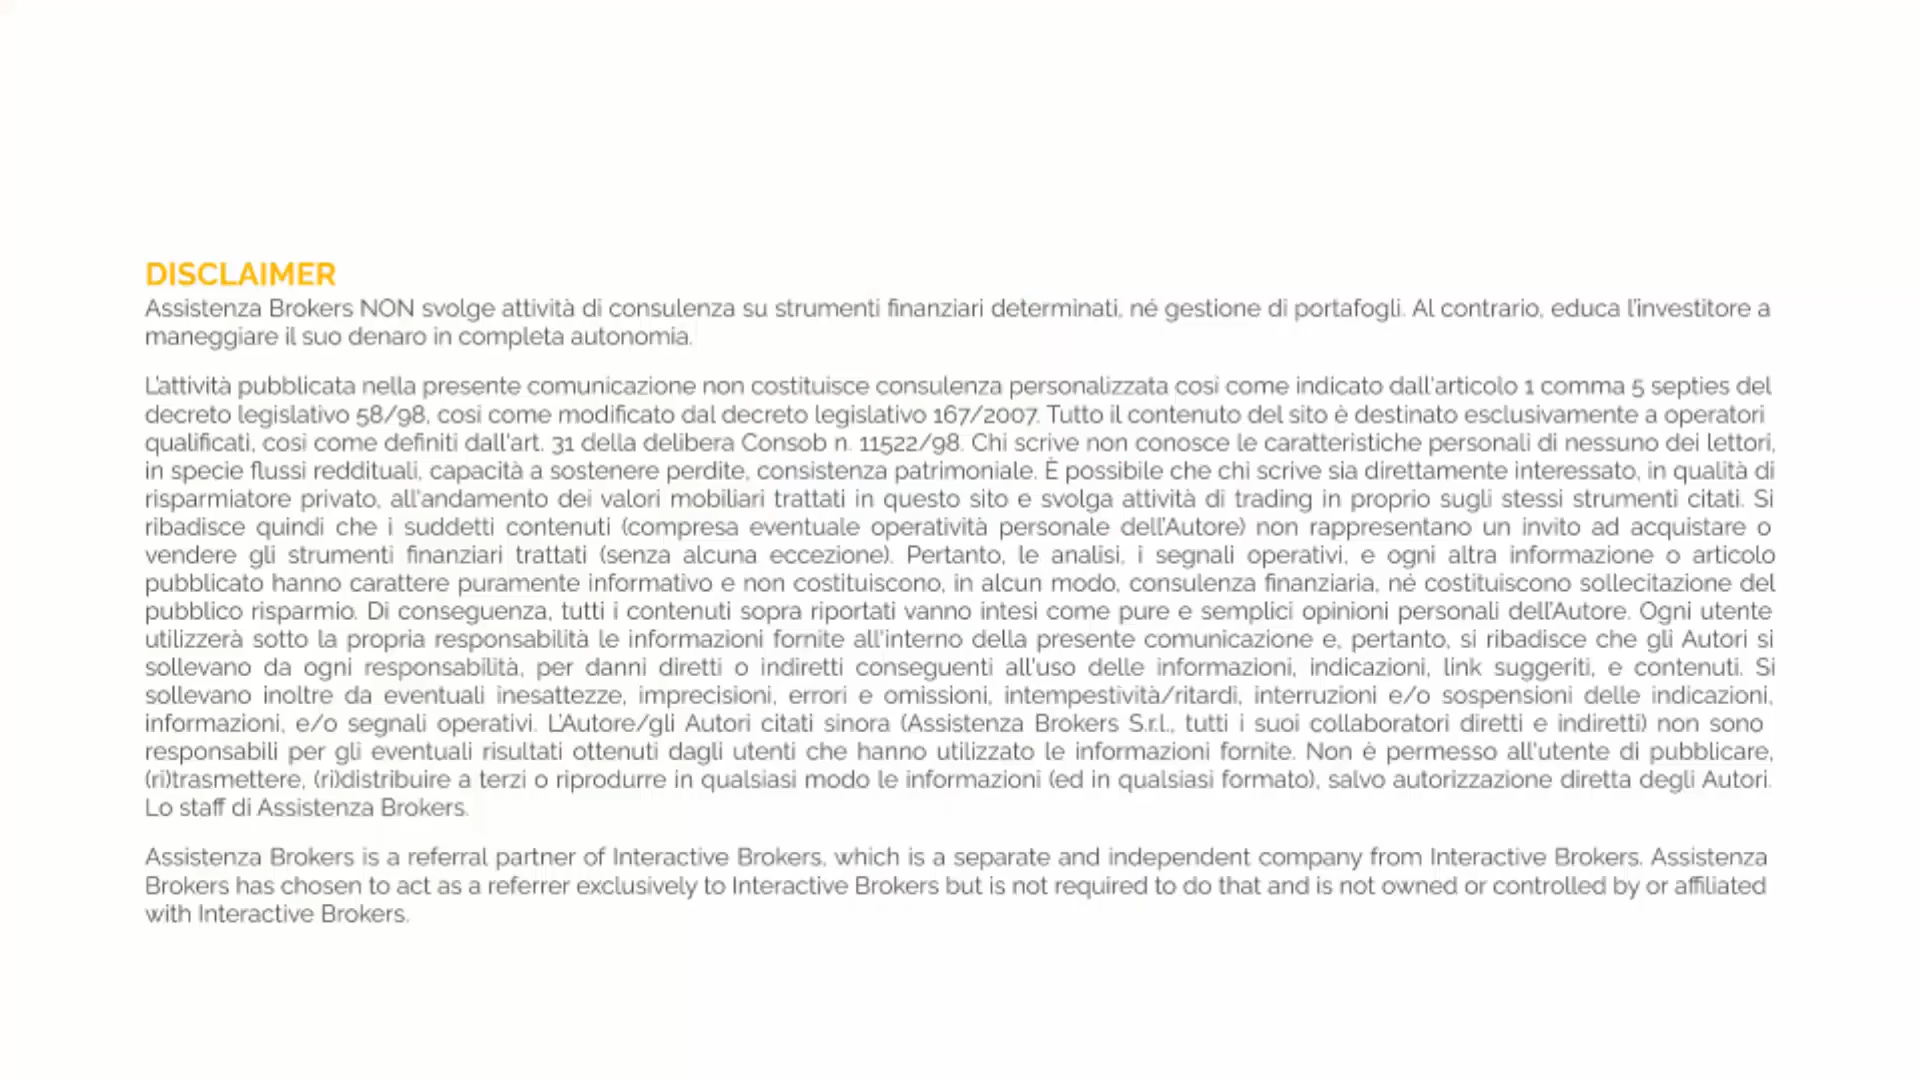 DISCLAIMER
Assistenza Brokers NON svolge attività di consulenza su strumenti finanziari determinati, né gestione di portafogli. Al contrario, educa l'investitore a
maneggiare il suo denaro in completa autonomia.
L'attività pubblicata nella presente comunicazione non costituisce consulenza personalizzata così come indicato dall'articolo 1 comma 5 septies del
decreto legislativo 58/98, così come modificato dal decreto legislativo 167/2007. Tutto il contenuto del sito è destinato esclusivamente a operatori
qualificati, così come definiti dall'art. 31 della delibera Consob n. 11522/98. Chi scrive non conosce le caratteristiche personali di nessuno dei lettori,
in specie flussi reddituali, capacità a sostenere perdite, consistenza patrimoniale. È possibile che chi scrive sia direttamente interessato, in qualità di
risparmiatore privato, all'andamento dei valori mobiliari trattati in questo sito e svolga attività di trading in proprio sugli stessi strumenti citati. Si
ribadisce quindi che i suddetti contenuti (compresa eventuale operatività personale dell'Autore) non rappresentano un invito ad acquistare o
vendere gli strumenti finanziari trattati (senza alcuna eccezione). Pertanto, le analisi, i segnali operativi, e ogni altra informazione o articolo
pubblicato hanno carattere puramente informativo e non costituiscono, in alcun modo, consulenza finanziaria, né costituiscono sollecitazione del
pubblico risparmio. Di conseguenza, tutti i contenuti sopra riportati vanno intesi come pure e semplici opinioni personali dell'Autore. Ogni utente
utilizzerà sotto la propria responsabilità le informazioni fornite all'interno della presente comunicazione e, pertanto, si ribadisce che gli Autori si
sollevano da ogni responsabilità, per danni diretti o indiretti conseguenti all'uso delle informazioni, indicazioni, link suggeriti, e contenuti. Si
sollevano inoltre da eventuali inesattezze, imprecisioni, errori e omissioni, intempestività/ritardi, interruzioni e/o sospensioni delle indicazioni,
informazioni, e/o segnali operativi. L'Autore/gli Autori citati sinora (Assistenza Brokers S.r.l., tutti i suoi collaboratori diretti e indiretti) non sono
responsabili per gli eventuali risultati ottenuti dagli utenti che hanno utilizzato le informazioni fornite. Non è permesso all'utente di pubblicare,
(ri)trasmettere, (ri)distribuire a terzi o riprodurre in qualsiasi modo le informazioni (ed in qualsiasi formato), salvo autorizzazione diretta degli Autori.
Lo staff di Assistenza Brokers.
Assistenza Brokers is a referral partner of Interactive Brokers, which is a separate and independent company from Interactive Brokers. Assistenza
Brokers has chosen to act as a referrer exclusively to Interactive Brokers but is not required to do that and is not owned or controlled by or affiliated
with Interactive Brokers.